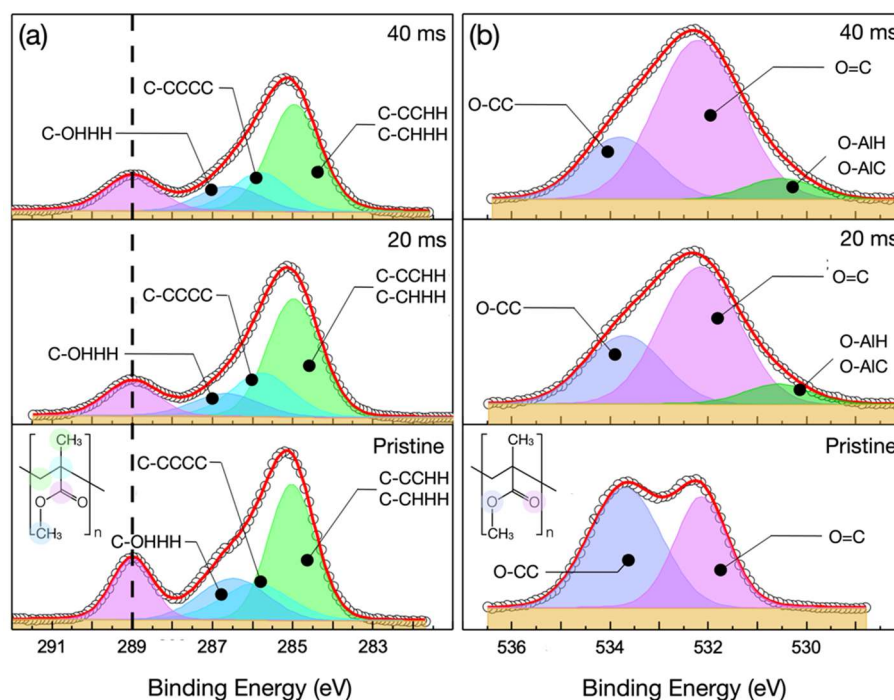 (a)
40 ms
C-CCCC
C-OHHH
C-CCHH
C-CHHH
20 ms
C-CCCC
C-CCHH
C-CHHH
C-OHHH
Pristine
CH₃
O
O
CH₃
n
C-CCCC
C-CCHH
C-CHHH
C-OHHH
291 289 287 285 283
Binding Energy (eV)
(b)
40 ms
O=C
O-CC
O-AlH
O-AlC
20 ms
O=C
O-CC
O-AlH
O-AlC
Pristine
CH₃
O
O
CH₃
n
O=C
O-CC
536 534 532 530
Binding Energy (eV)